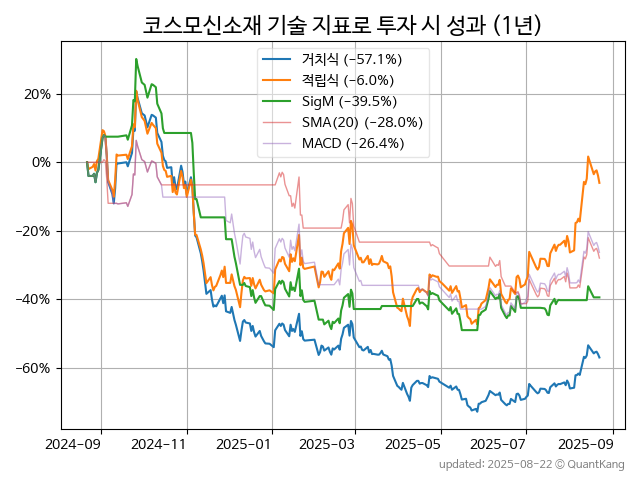 코스모신소재 기술 지표로 투자 시 성과 (1년)
거치식 (−57.1%)
적립식 (−6.0%)
SigM (−39.5%)
SMA(20) (−28.0%)
MACD (−26.4%)
20%
0%
−20%
−40%
−60%
2024-09 2024-11 2025-01 2025-03 2025-05 2025-07 2025-09
updated: 2025-08-22 © QuantKang